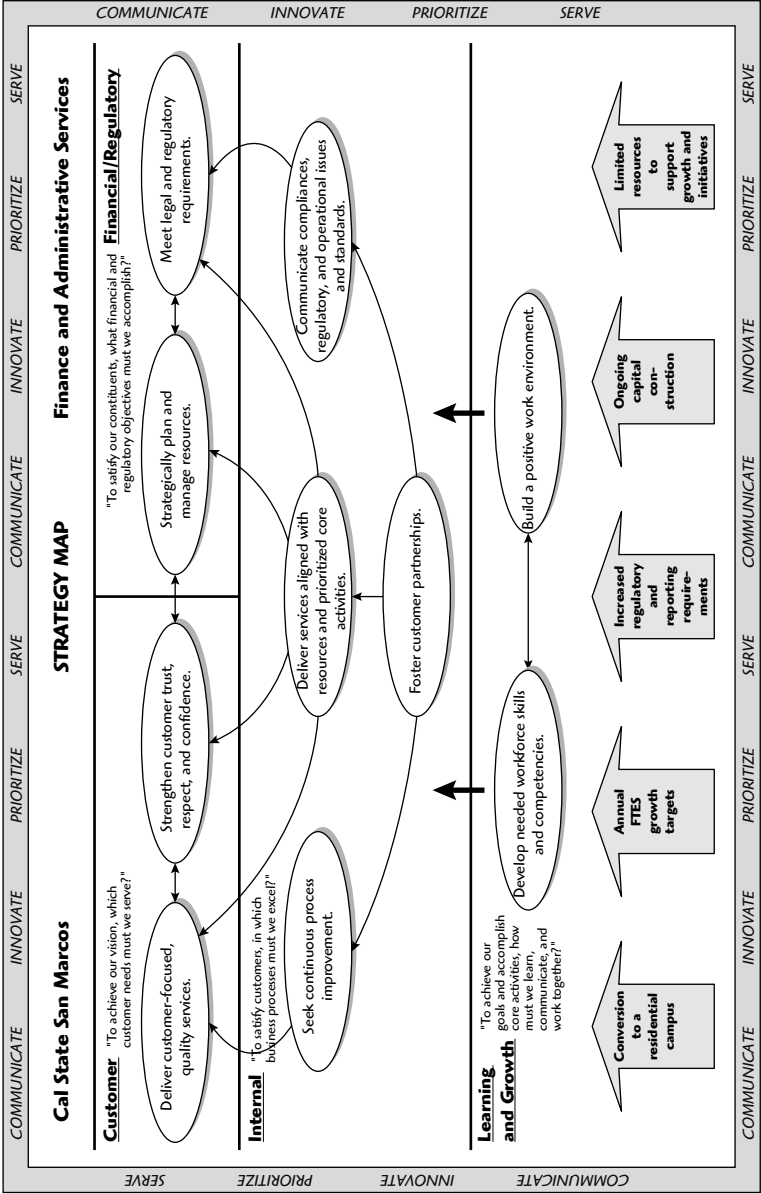 COMMUNICATE INNOVATE PRIORITIZE SERVE COMMUNICATE INNOVATE PRIORITIZE SERVE
Cal State San Marcos STRATEGY MAP Finance and Administrative Services
Customer
"To achieve our vision, which
customer needs must we serve?"
Deliver customer-focused,
quality services.
Strengthen customer trust,
respect, and confidence.
"To satisfy our constituents, what financial and
regulatory objectives must we accomplish?"
Financial/Regulatory
Strategically plan and
manage resources.
Meet legal and regulatory
requirements.
Internal
"To satisfy customers, in which
business processes must we excel?"
Seek continuous process
improvement.
Deliver services aligned with
resources and prioritized core
activities.
Communicate compliances,
regulatory, and operational issues
and standards.
Foster customer partnerships.
Learning
and Growth
"To achieve our
goals and accomplish
core activities, how
must we learn,
communicate, and
work together?"
Develop needed workforce skills
and competencies.
Build a positive work environment.
Conversion
to a
residential
campus
Annual
FTES
growth
targets
Increased
regulatory
and
reporting
require-
ments
Ongoing
capital
con-
struction
Limited
resources
to
support
growth and
initiatives
COMMUNICATE INNOVATE PRIORITIZE SERVE COMMUNICATE INNOVATE PRIORITIZE SERVE
COMMUNICATE INNOVATE PRIORITIZE SERVE
COMMUNICATE INNOVATE PRIORITIZE SERVE